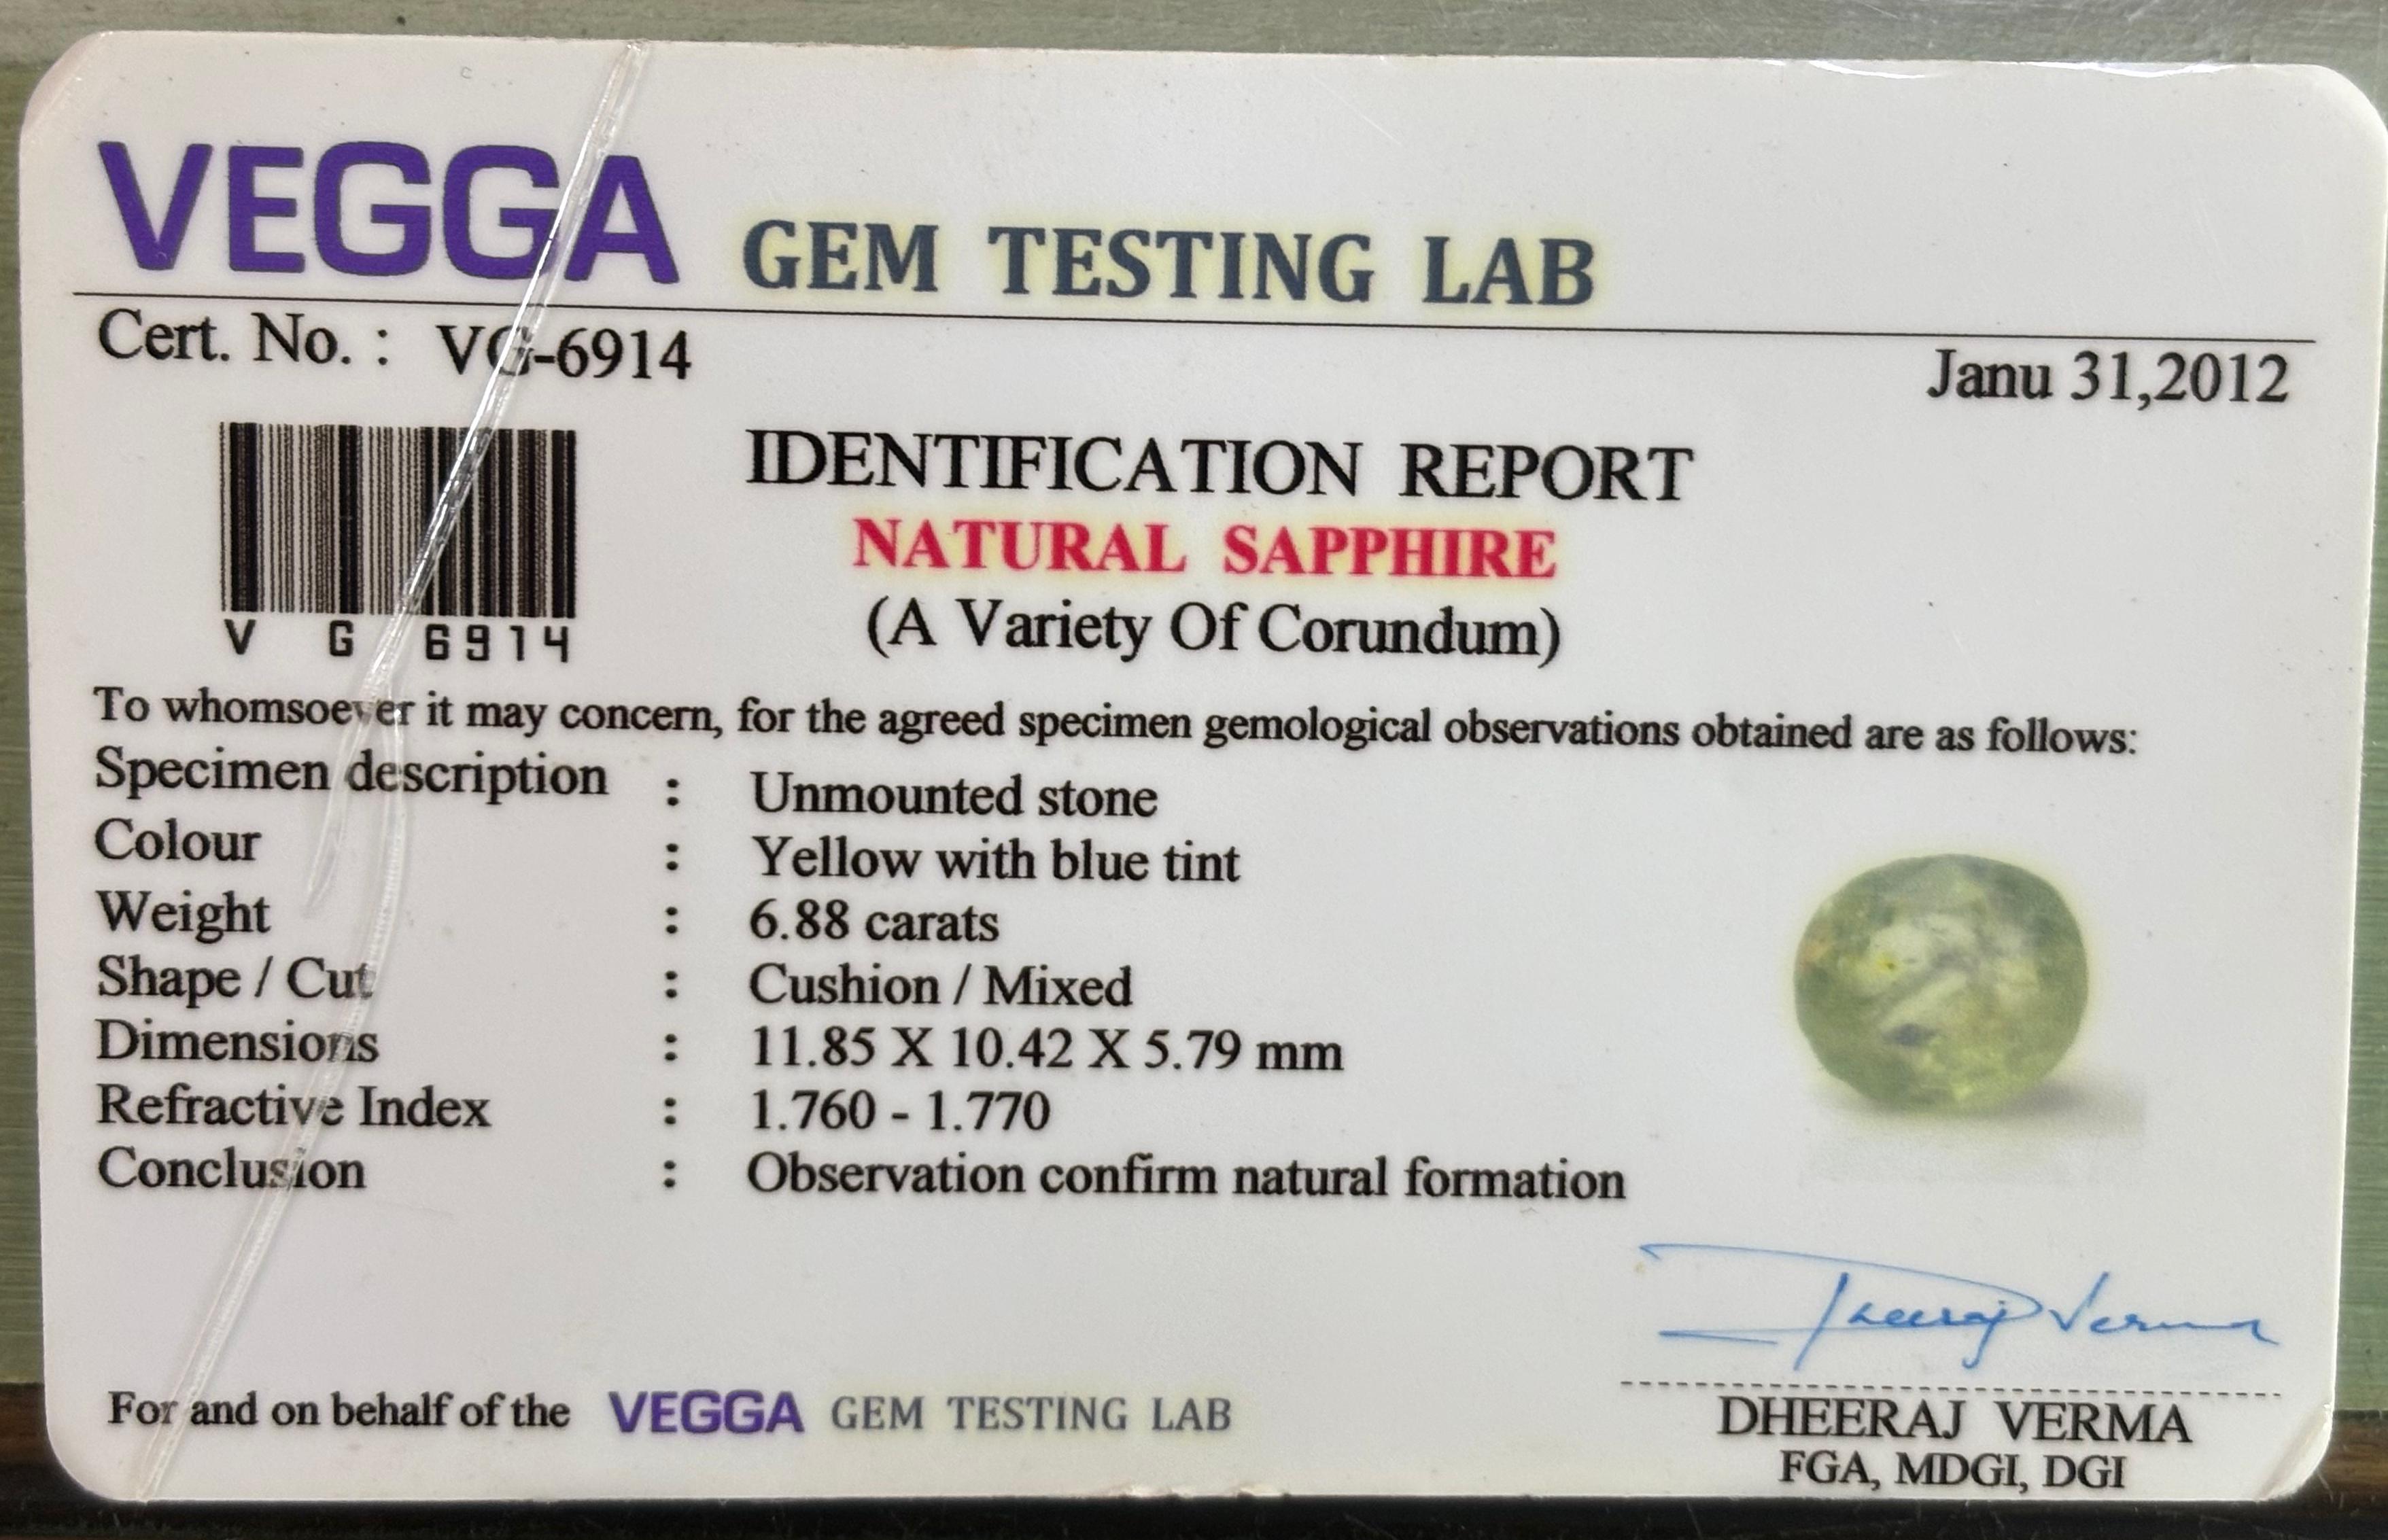 VEGGA GEM TESTING LAB
Cert. No. : VG-6914
Janu 31,2012
IDENTIFICATION REPORT
NATURAL SAPPHIRE
(A Variety Of Corundum)
V G 6914
To whomsoever it may concern, for the agreed specimen gemological observations obtained are as follows:
Specimen description : Unmounted stone
Colour : Yellow with blue tint
Weight : 6.88 carats
Shape / Cut : Cushion / Mixed
Dimensions : 11.85 X 10.42 X 5.79 mm
Refractive Index : 1.760 - 1.770
Conclusion : Observation confirm natural formation
Dheeraj Verma
For and on behalf of the VEGGA GEM TESTING LAB
DHEERAJ VERMA
FGA, MDGI, DGI